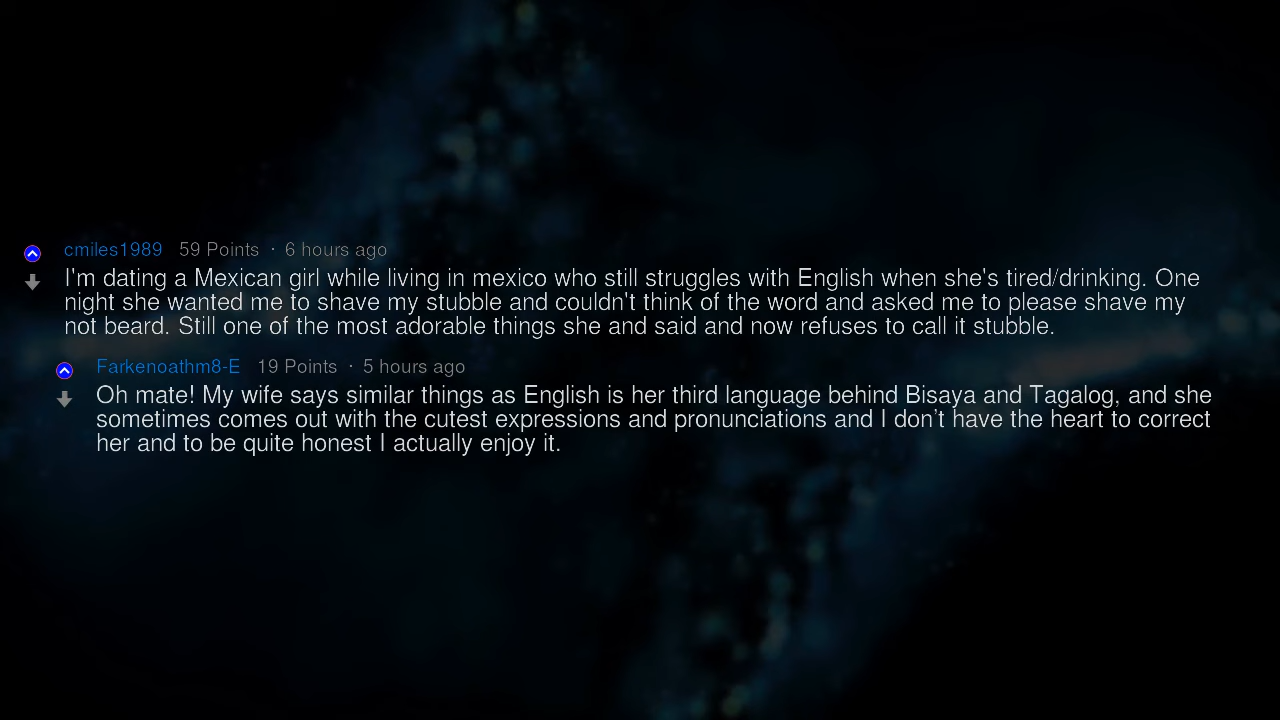 cmiles1989 59 Points · 6 hours ago
I'm dating a Mexican girl while living in mexico who still struggles with English when she's tired/drinking. One
night she wanted me to shave my stubble and couldn't think of the word and asked me to please shave my
not beard. Still one of the most adorable things she and said and now refuses to call it stubble.
Farkenoathm8-E 19 Points · 5 hours ago
Oh mate! My wife says similar things as English is her third language behind Bisaya and Tagalog, and she
sometimes comes out with the cutest expressions and pronunciations and I don’t have the heart to correct
her and to be quite honest I actually enjoy it.